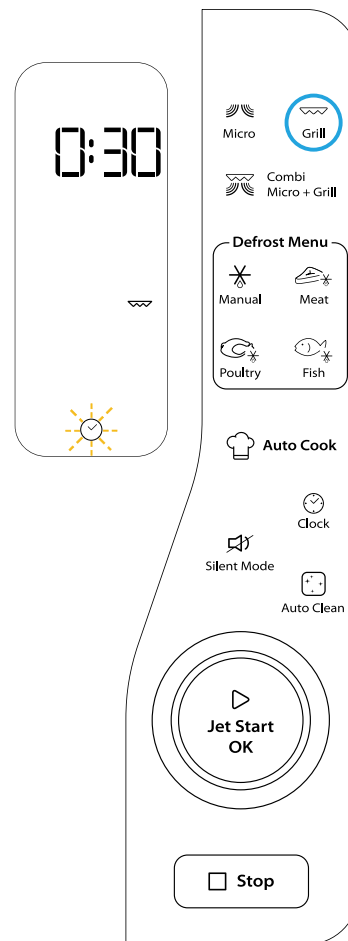 0:30
Micro
Grill
Combi
Micro + Grill
Defrost Menu
Manual
Meat
Poultry
Fish
Auto Cook
Clock
Silent Mode
Auto Clean
Jet Start
OK
Stop